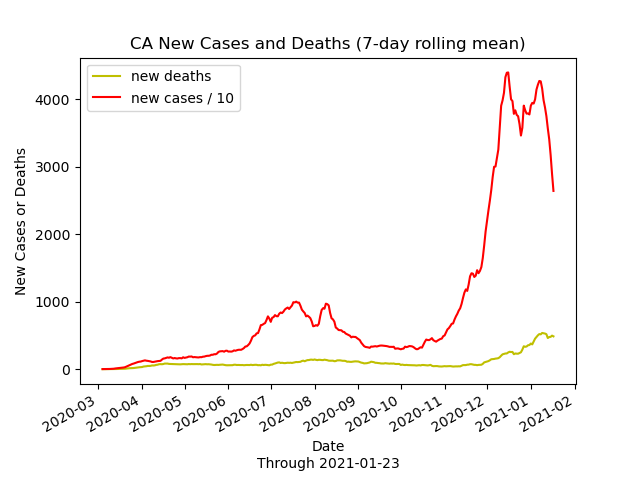 CA New Cases and Deaths (7-day rolling mean)
new deaths
new cases / 10
4000
3000
2000
1000
0
New Cases or Deaths
2020-03
2020-04
2020-05
2020-06
2020-07
2020-08
2020-09
2020-10
2020-11
2020-12
2021-01
2021-02
Date
Through 2021-01-23